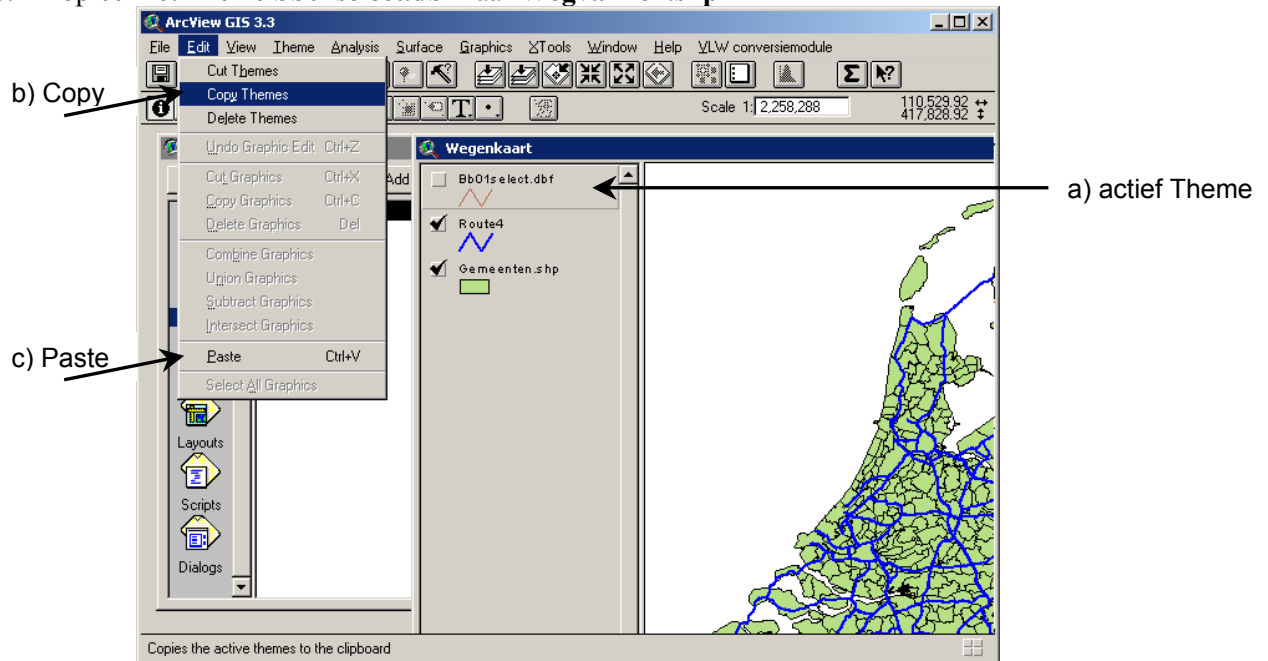 ArcView GIS 3.3
File Edit View Theme Analysis Surface Graphics XTools Window Help VLW conversiemodule
Cut Themes
b) Copy
Copy Themes
Delete Themes
Scale 1: 2,258,288
110,529.92
417,828.92
Undo Graphic Edit Ctrl+Z
Cut Graphics Ctrl+X
Copy Graphics Ctrl+C
Delete Graphics Del
Combine Graphics
Union Graphics
Subtract Graphics
Intersect Graphics
c) Paste
Paste Ctrl+V
Select All Graphics
Add
Wegenkaart
Bb01select.dbf
a) actief Theme
Route4
Gemeenten.shp
Layouts
Scripts
Dialogs
Copies the active themes to the clipboard